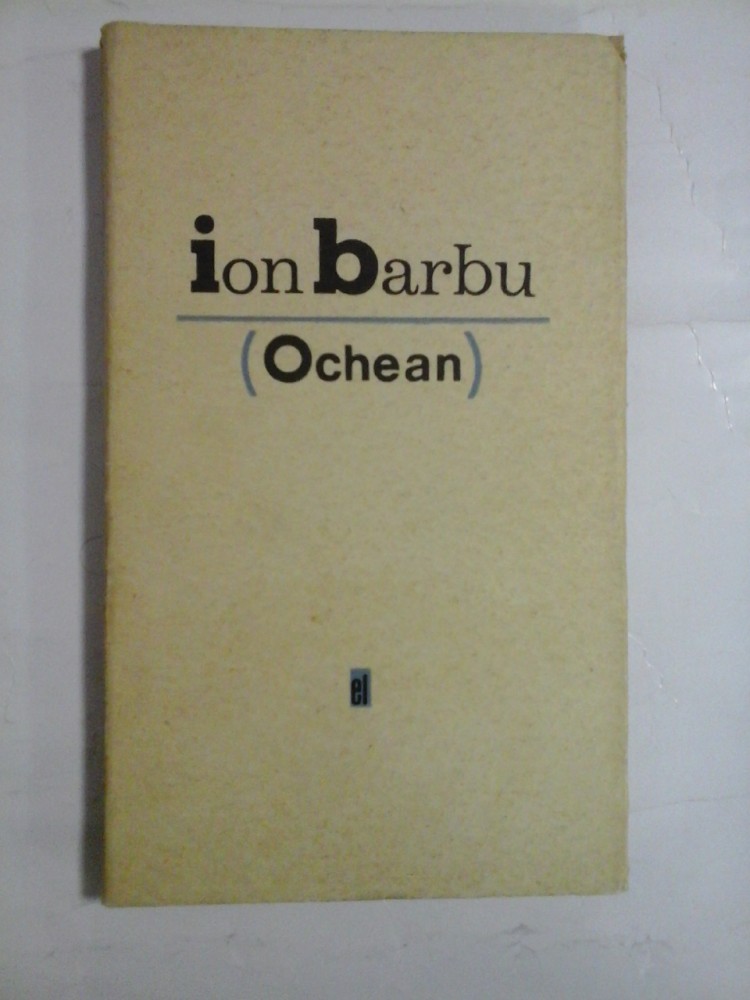 ion barbu
(Ochean)
el